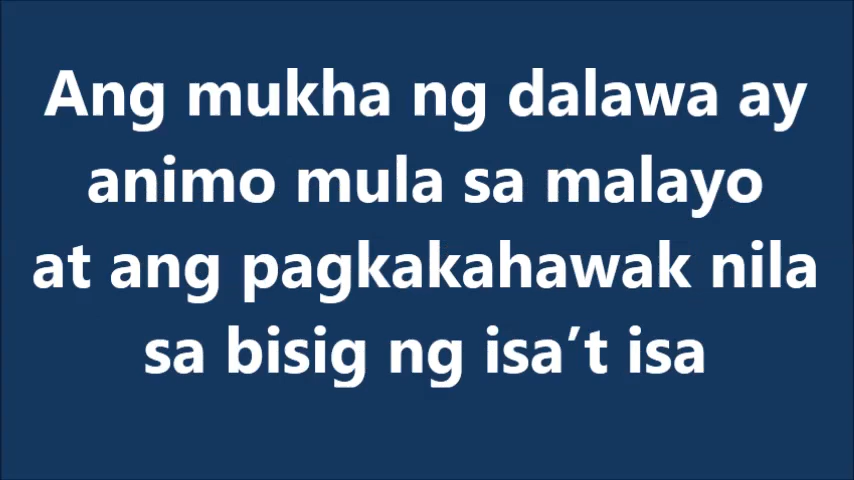 Ang mukha ng dalawa ay
animo mula sa malayo
at ang pagkakahawak nila
sa bisig ng isa’t isa